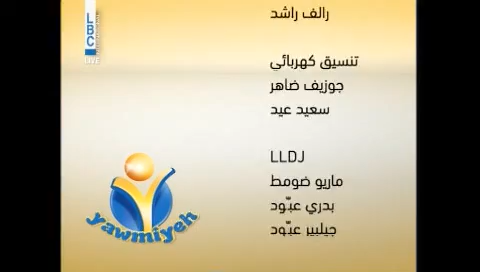 LBC
LIVE
رالف راشد
تنسيق كهربائي
جوزيف ضاهر
سعيد عيد
LLDJ
ماريو ضومط
بدري عبّود
جيلبير عبّود
yawmiyeh